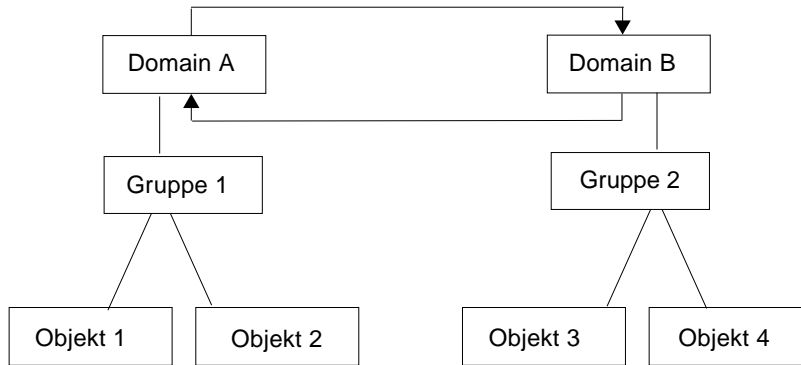 Domain A
Domain B
Gruppe 1
Gruppe 2
Objekt 1
Objekt 2
Objekt 3
Objekt 4